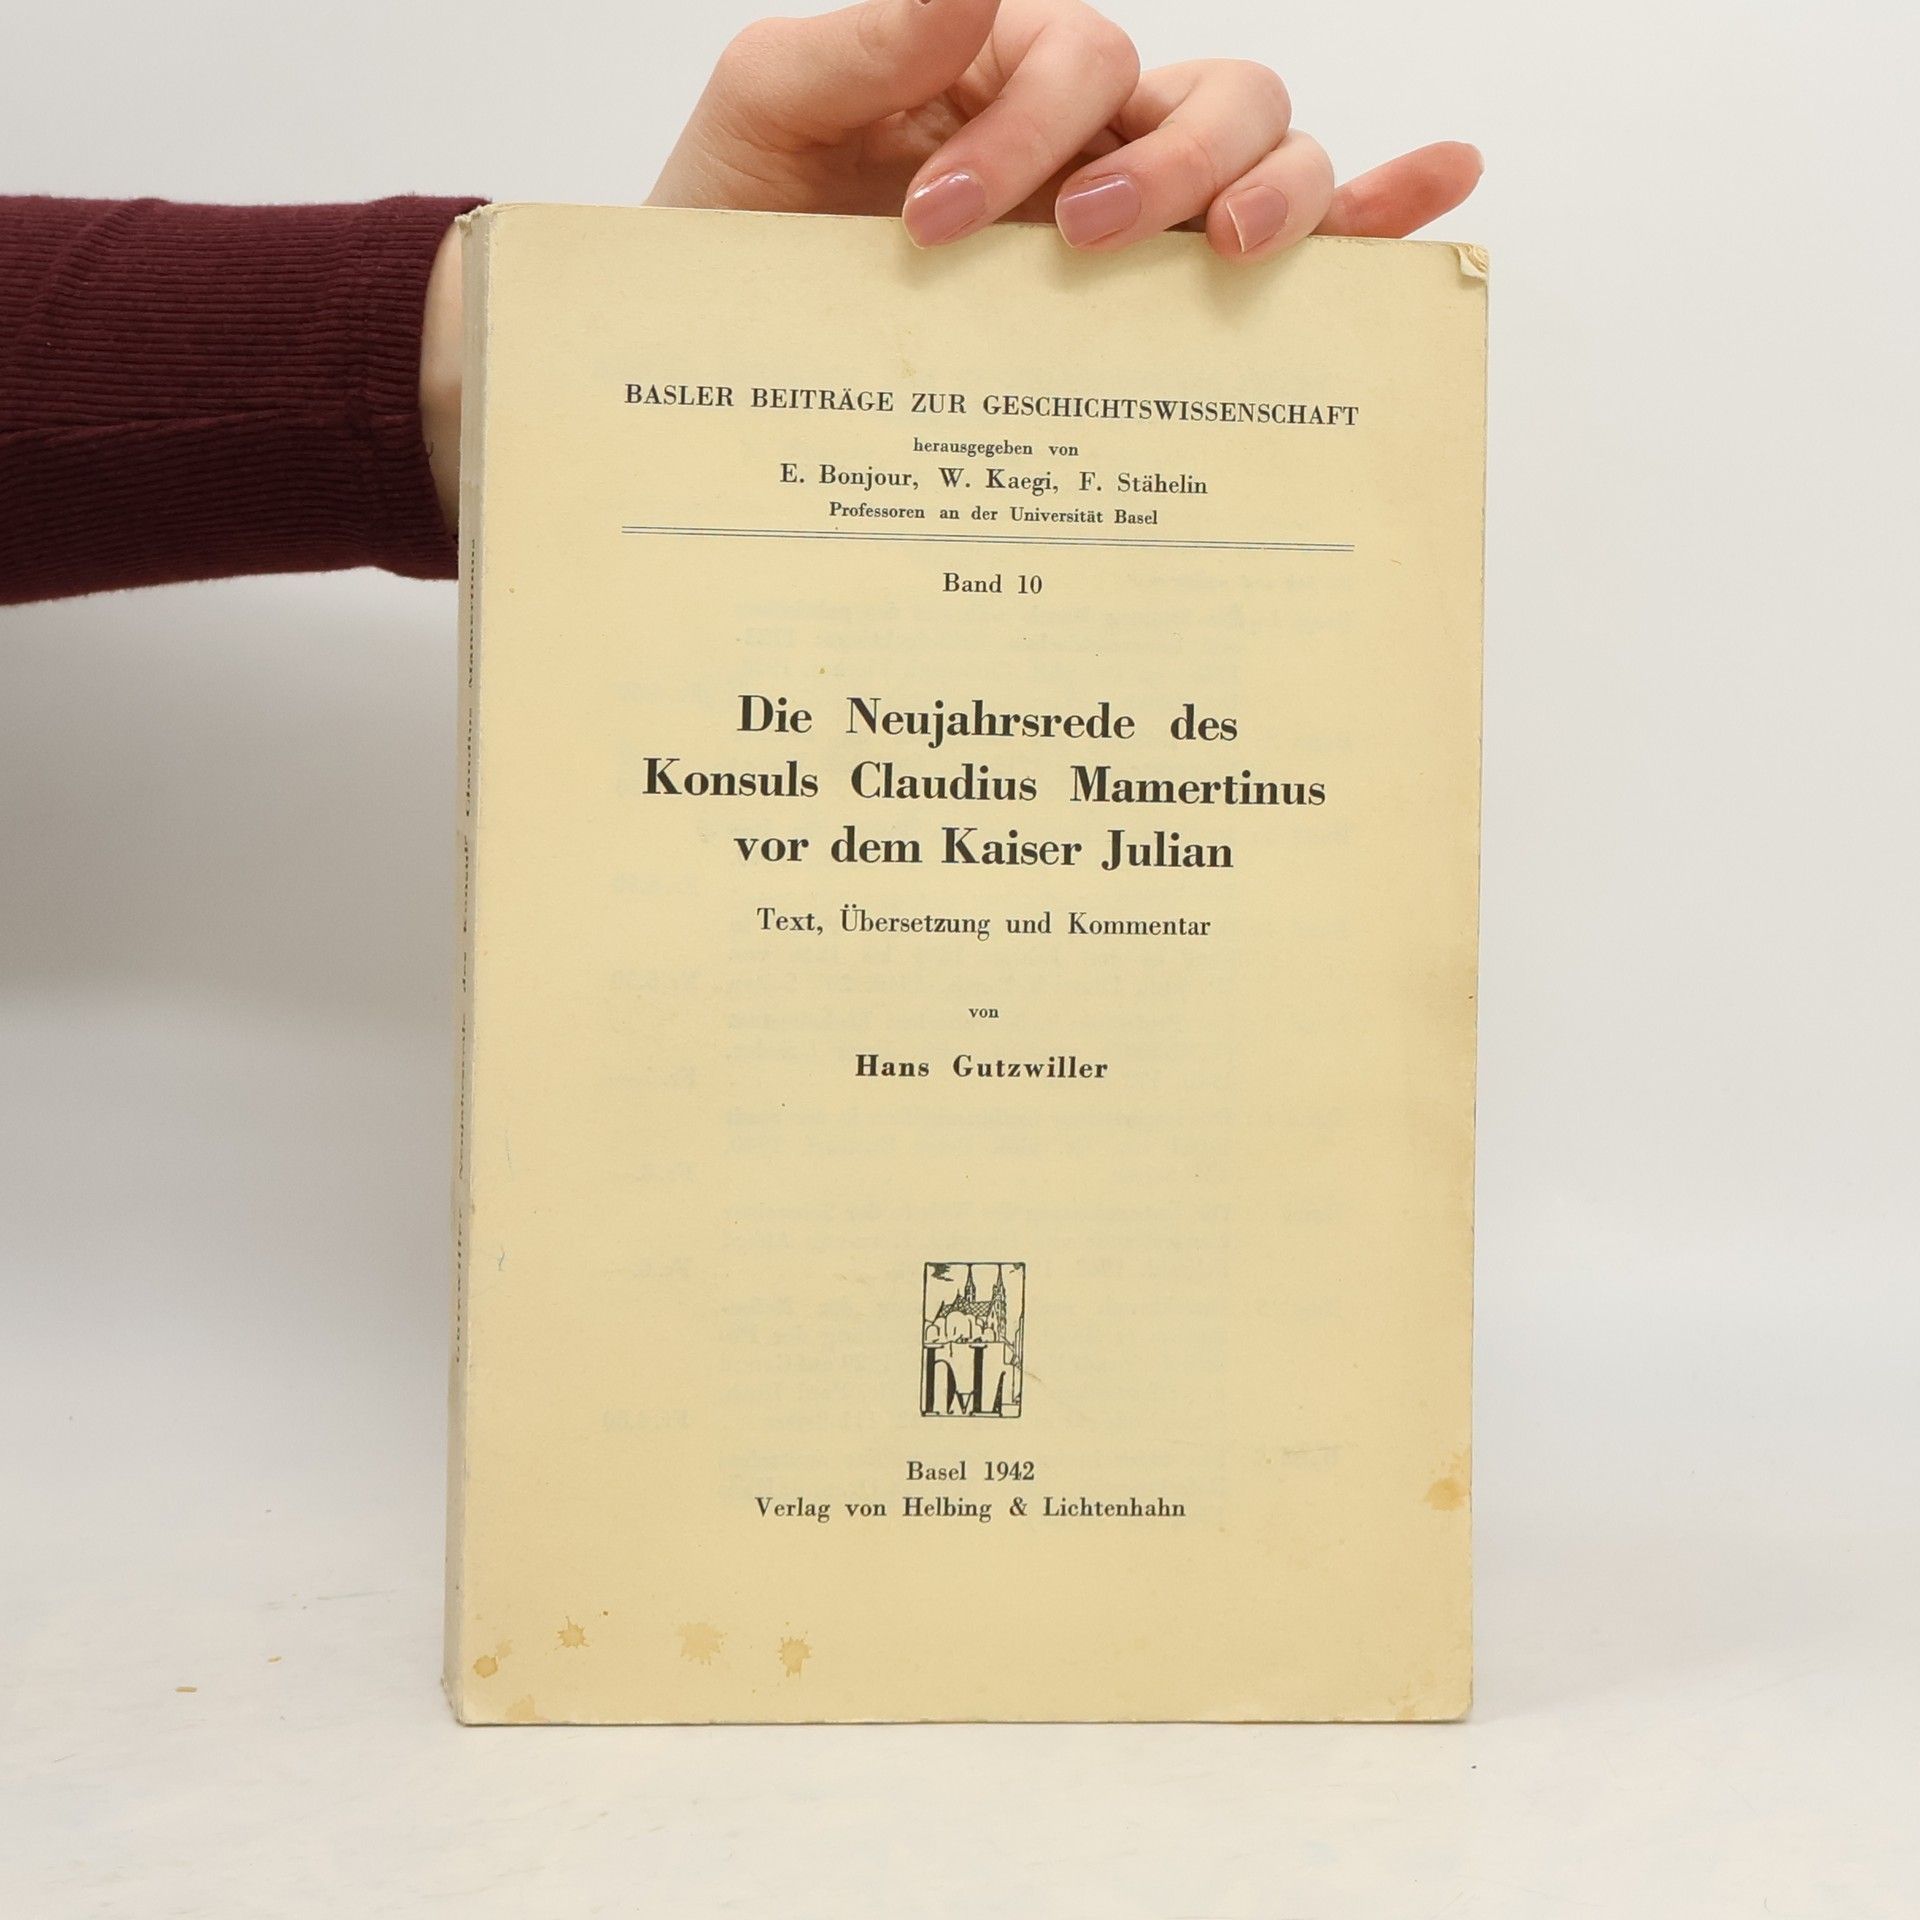 BASLER BEITRÄGE ZUR GESCHICHTSWISSENSCHAFT
herausgegeben von
E. Bonjour, W. Kaegi, F. Stähelin
Professoren an der Universität Basel
Band 10
Die Neujahrsrede des
Konsuls Claudius Mamertinus
vor dem Kaiser Julian
Text, Übersetzung und Kommentar
von
Hans Gutzwiller
Basel 1942
Verlag von Helbing & Lichtenhahn